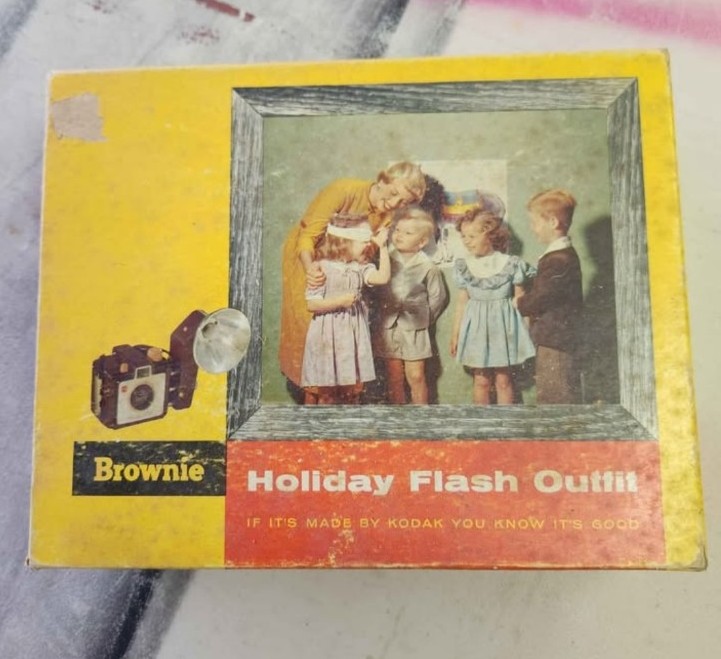 Brownie
Holiday Flash Outfit
IF IT'S MADE BY KODAK YOU KNOW IT'S GOOD